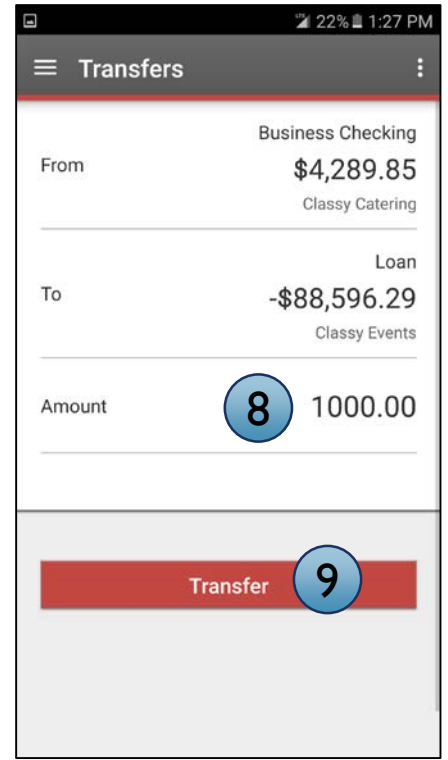 LTE 22% 1:27 PM
Transfers
Business Checking
From $4,289.85
Classy Catering
Loan
To -$88,596.29
Classy Events
Amount 8 1000.00
Transfer 9